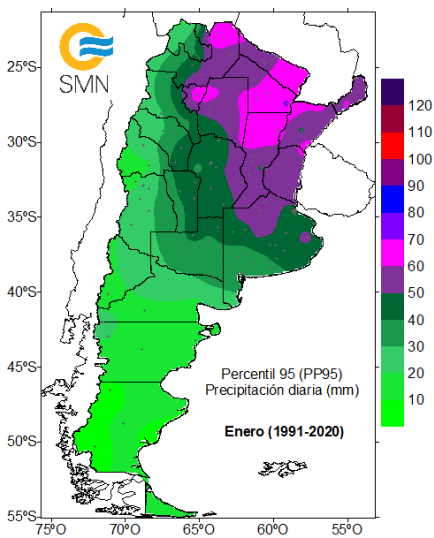 SMN
25°S
30°S
35°S
40°S
45°S
50°S
55°S
75°O 70°O 65°O 60°O 55°O
120
110
100
90
80
70
60
50
40
30
20
10
Percentil 95 (PP95)
Precipitación diaria (mm)
Enero (1991-2020)